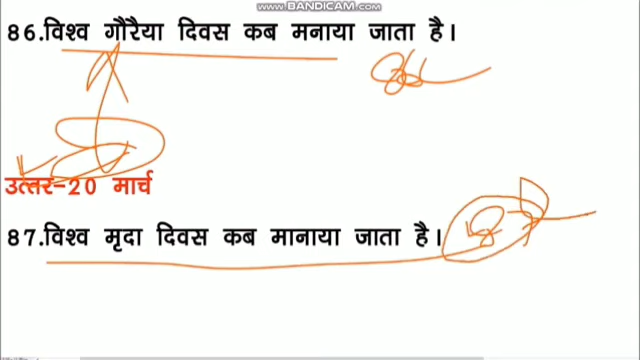 www.BANDICAM.com
86.विश्व गौरैया दिवस कब मनाया जाता है।
उत्तर-20 मार्च
87.विश्व मृदा दिवस कब मानाया जाता है।